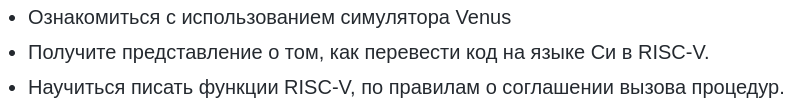 • Ознакомиться с использованием симулятора Venus
• Получите представление о том, как перевести код на языке Си в RISC-V.
• Научиться писать функции RISC-V, по правилам о соглашении вызова процедур.